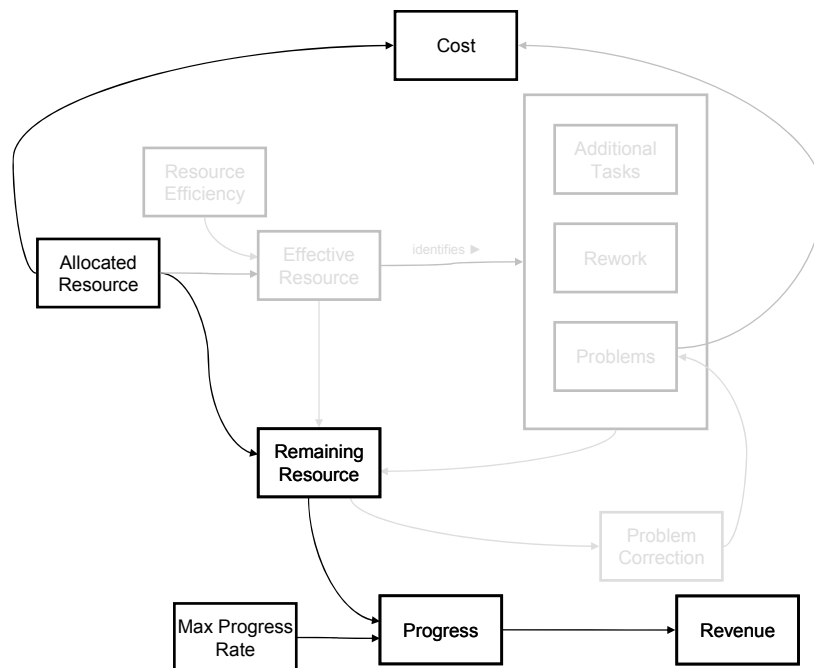 Cost
Additional
Tasks
Resource
Efficiency
identifies ►
Allocated
Resource
Effective
Resource
Rework
Problems
Remaining
Resource
Problem
Correction
Max Progress
Rate
Progress
Revenue